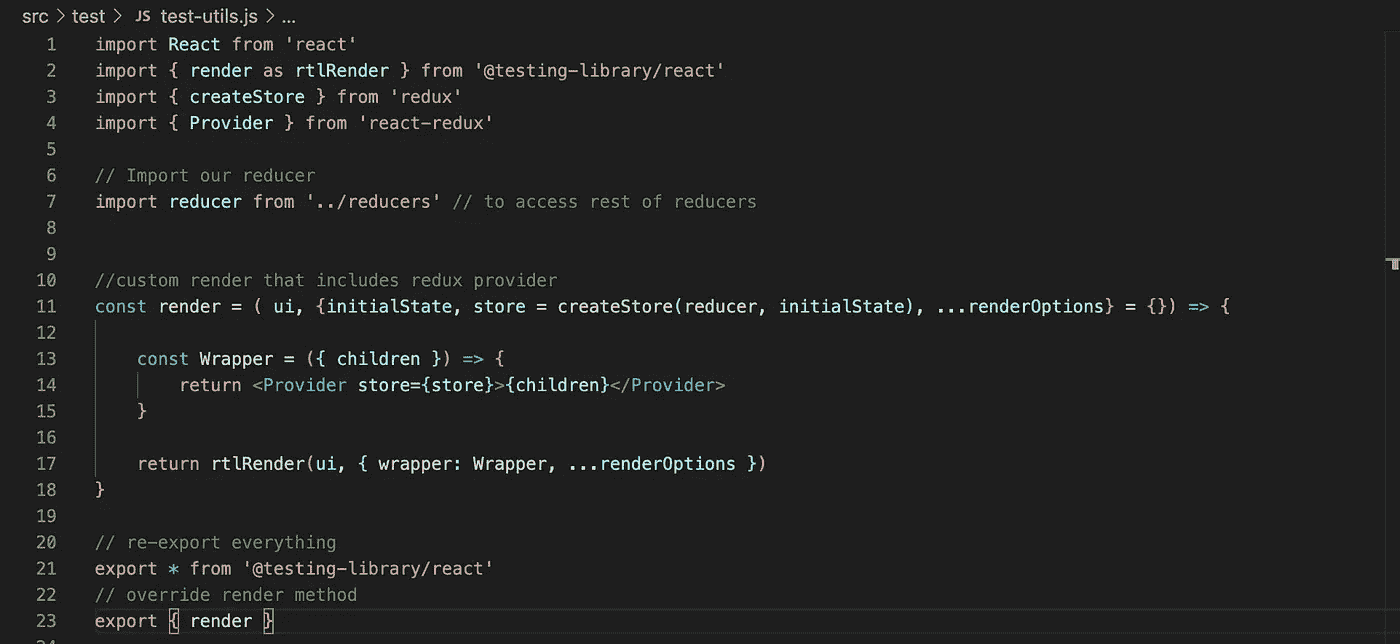 src > test > JS test-utils.js > ...
1 import React from 'react'
2 import { render as rtlRender } from '@testing-library/react'
3 import { createStore } from 'redux'
4 import { Provider } from 'react-redux'
5
6 // Import our reducer
7 import reducer from '../reducers' // to access rest of reducers
8
9
10 //custom render that includes redux provider
11 const render = ( ui, {initialState, store = createStore(reducer, initialState), ...renderOptions} = {}) => {
12
13     const Wrapper = ({ children }) => {
14         return <Provider store={store}>{children}</Provider>
15     }
16
17     return rtlRender(ui, { wrapper: Wrapper, ...renderOptions })
18 }
19
20 // re-export everything
21 export * from '@testing-library/react'
22 // override render method
23 export { render }